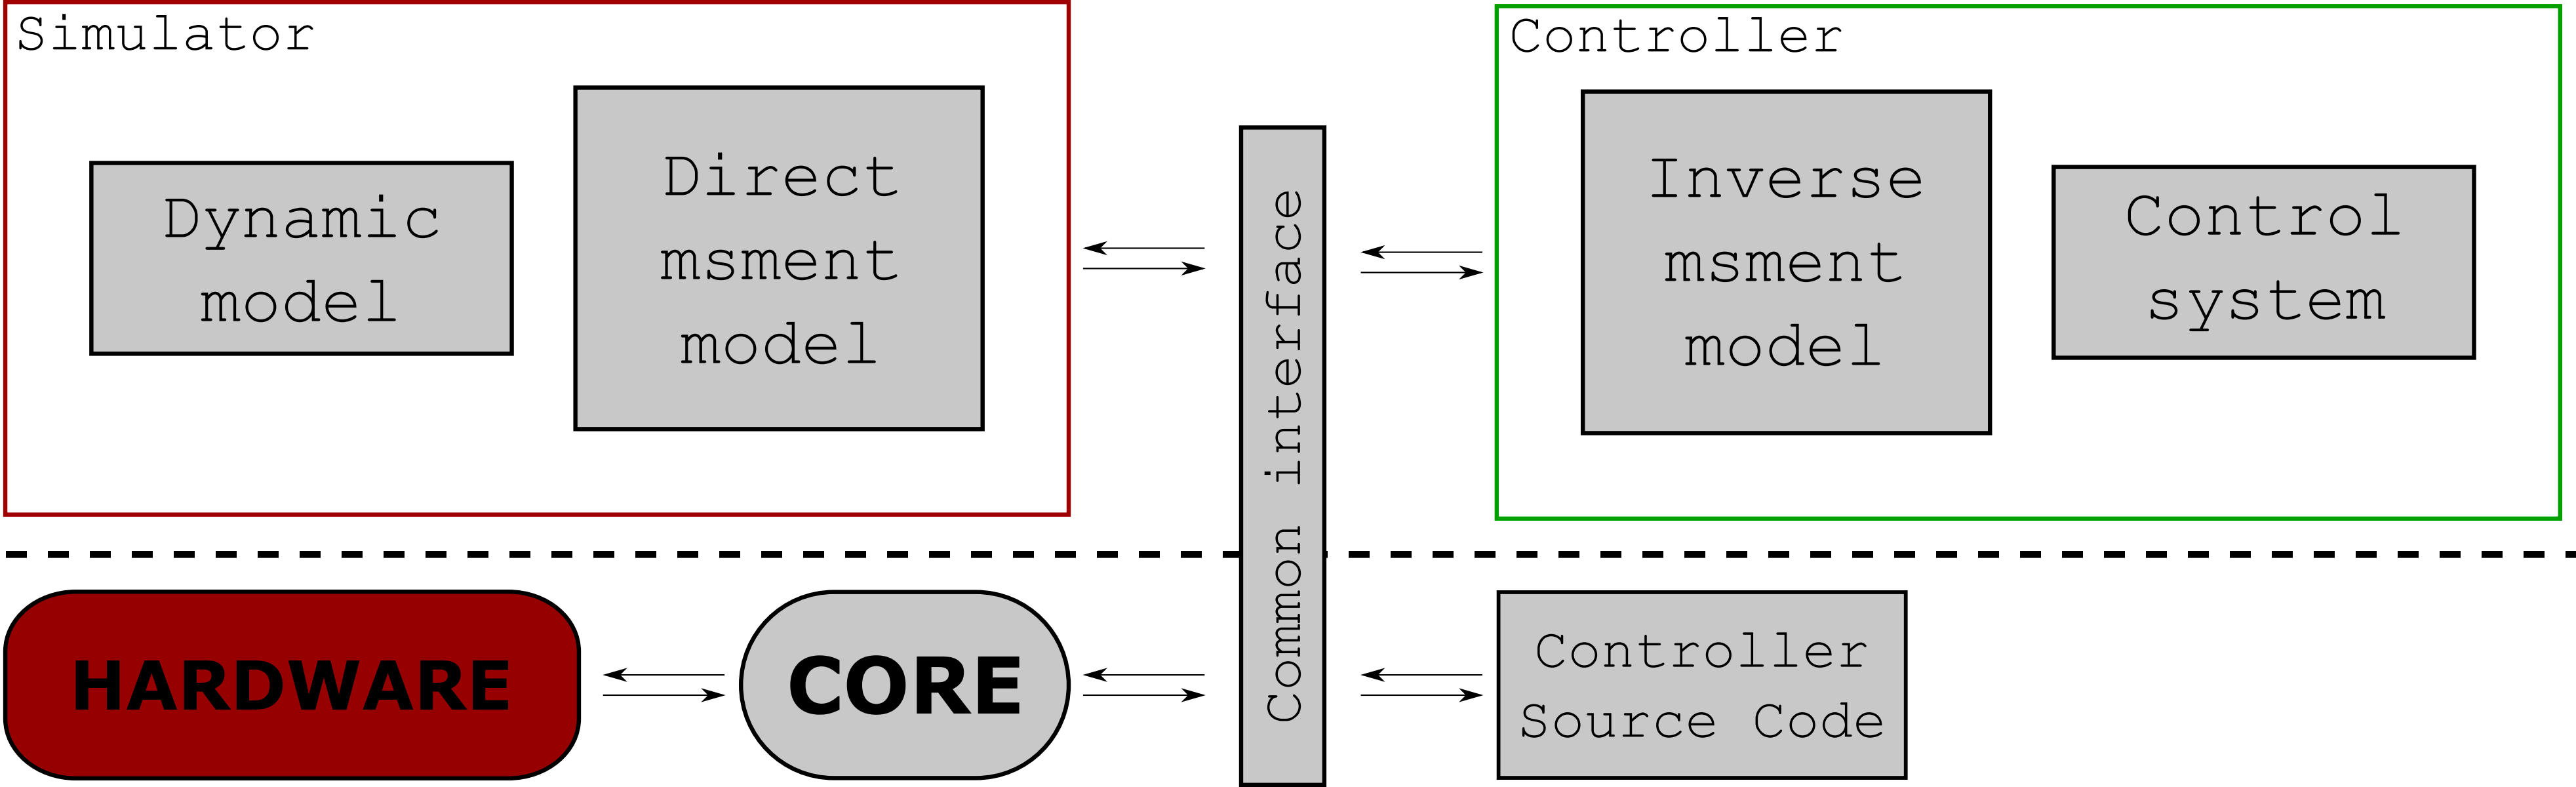 Simulator
Dynamic
model
Direct
msment
model
Common interface
Controller
Inverse
msment
model
Control
system
HARDWARE
CORE
Controller
Source Code